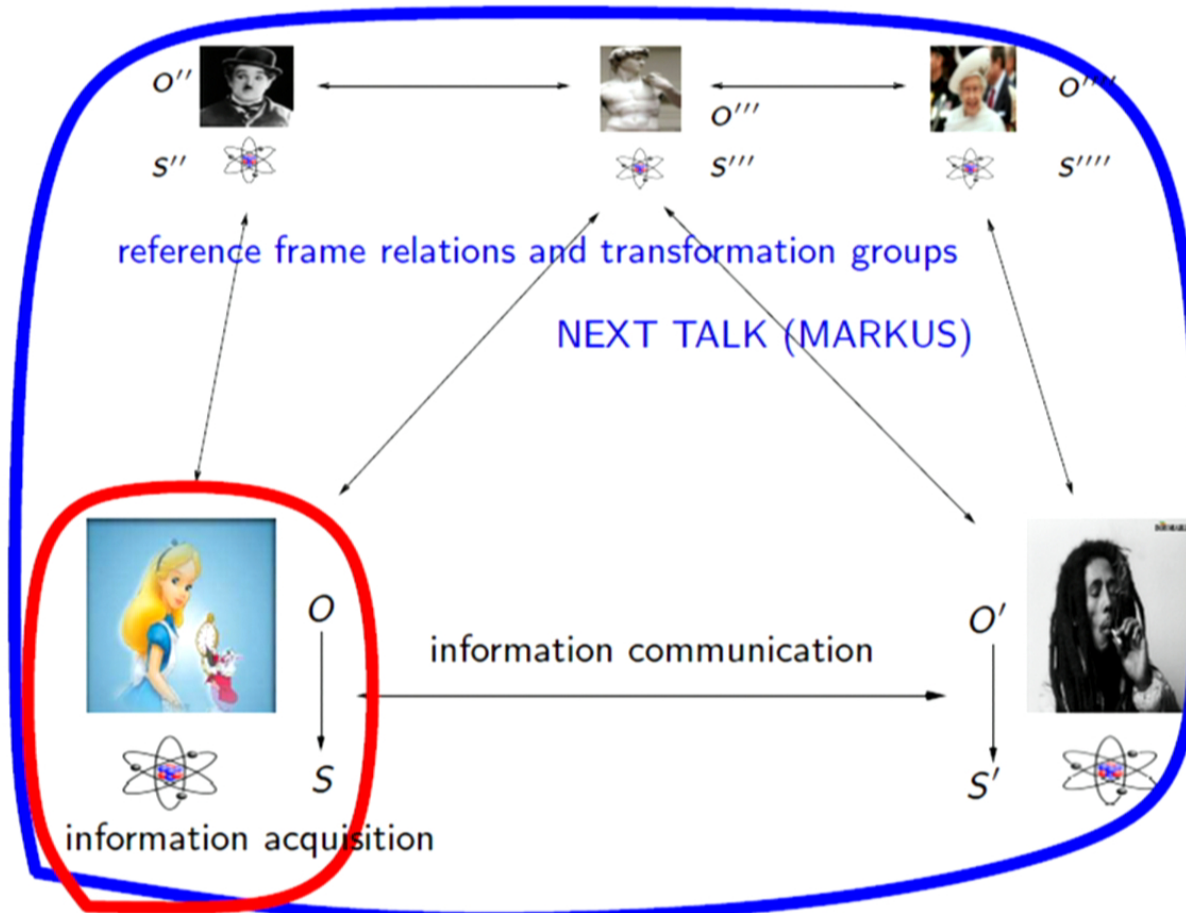 O''
O'''
O''''
S''
S'''
S''''
reference frame relations and transformation groups
NEXT TALK (MARKUS)
O
O'
information communication
S
S'
information acquisition